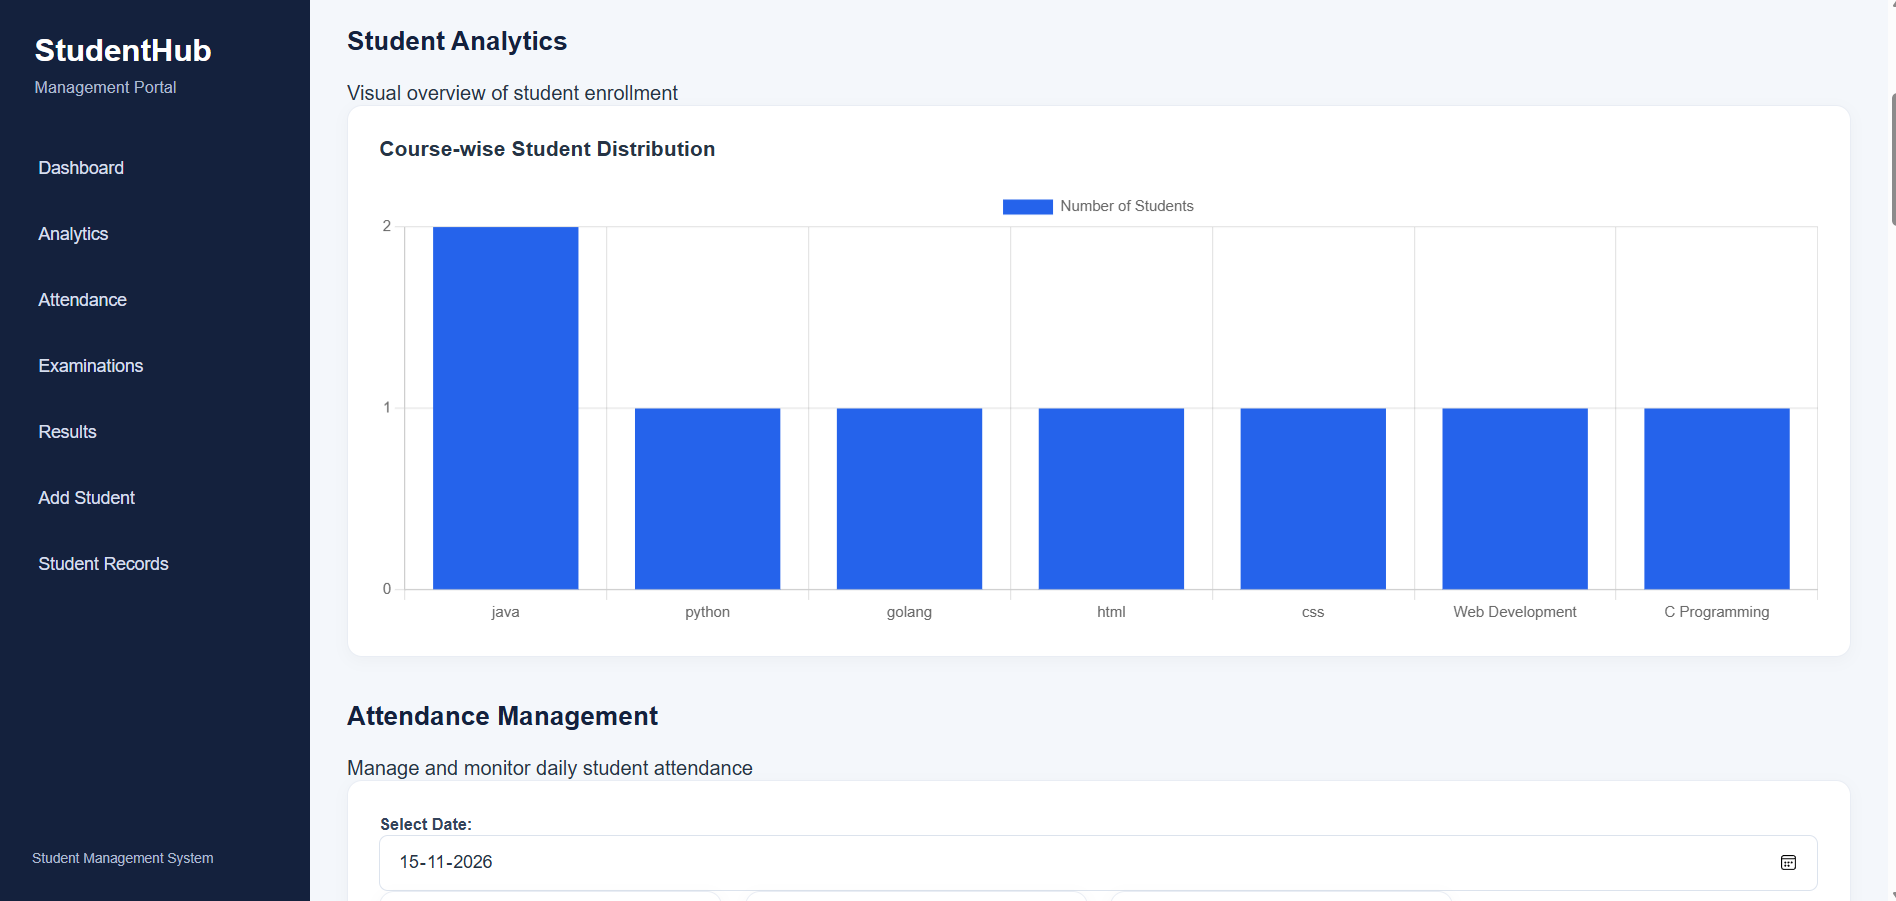 StudentHub
Management Portal
Dashboard
Analytics
Attendance
Examinations
Results
Add Student
Student Records
Student Management System
Student Analytics
Visual overview of student enrollment
Course-wise Student Distribution
Number of Students
2
1
0
java python golang html css Web Development C Programming
Attendance Management
Manage and monitor daily student attendance
Select Date:
15-11-2026